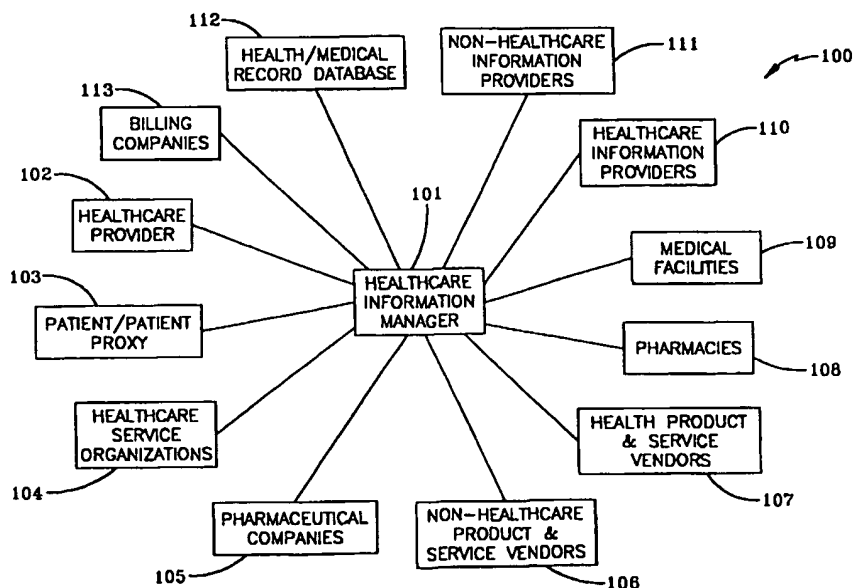 112
HEALTH/MEDICAL
RECORD DATABASE
NON-HEALTHCARE
INFORMATION
PROVIDERS
111
100
113
BILLING
COMPANIES
HEALTHCARE
INFORMATION
PROVIDERS
110
102
HEALTHCARE
PROVIDER
101
MEDICAL
FACILITIES
109
103
PATIENT/PATIENT
PROXY
HEALTHCARE
INFORMATION
MANAGER
PHARMACIES
108
HEALTHCARE
SERVICE
ORGANIZATIONS
104
HEALTH PRODUCT
& SERVICE
VENDORS
107
PHARMACEUTICAL
COMPANIES
105
NON-HEALTHCARE
PRODUCT &
SERVICE VENDORS
106